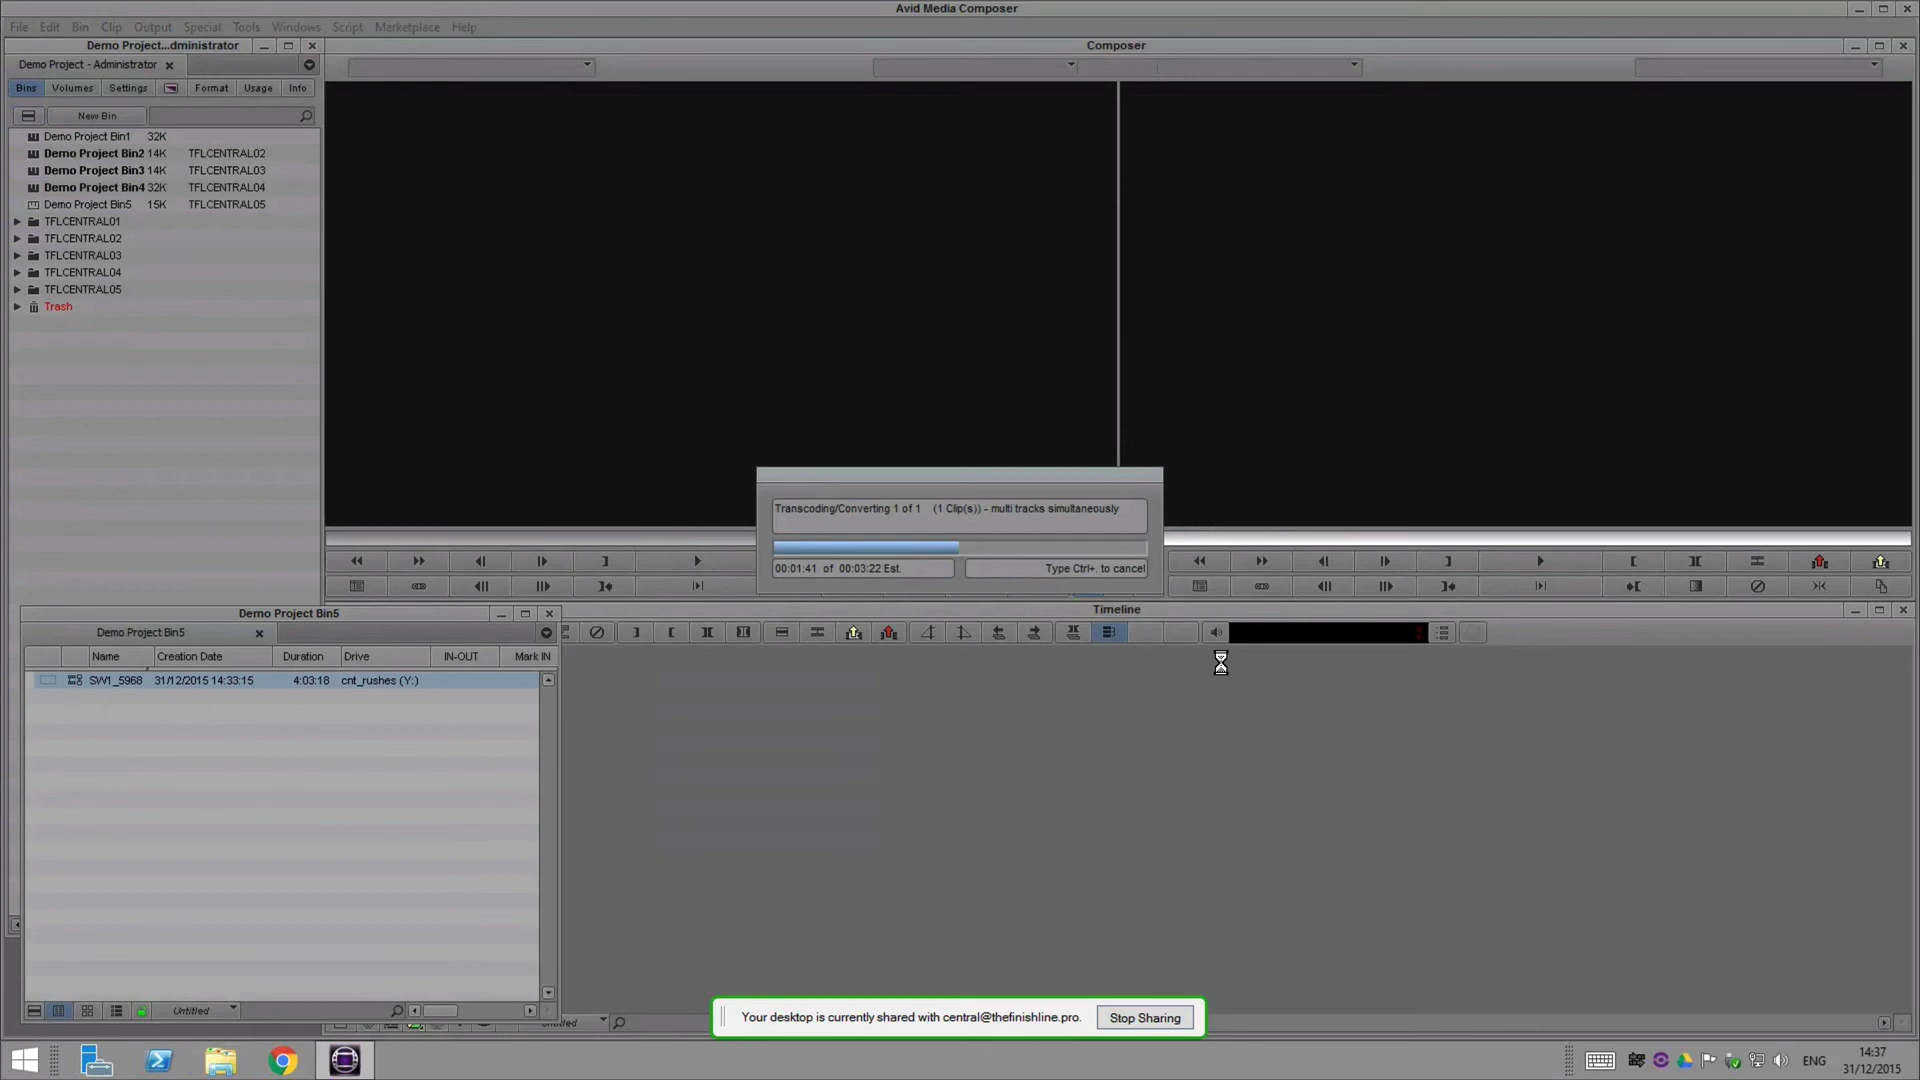 Avid Media Composer
File Edit Bin Clip Output Special Tools Windows Script Marketplace Help
Demo Project...dministrator
Composer
Demo Project - Administrator
Bins Volumes Settings Format Usage Info
New Bin
Demo Project Bin1 32K
Demo Project Bin2 14K TFLCENTRAL02
Demo Project Bin3 14K TFLCENTRAL03
Demo Project Bin4 32K TFLCENTRAL04
Demo Project Bin5 15K TFLCENTRAL05
TFLCENTRAL01
TFLCENTRAL02
TFLCENTRAL03
TFLCENTRAL04
TFLCENTRAL05
Trash
Transcoding/Converting 1 of 1 (1 Clip(s)) - multi tracks simultaneously
00:01:41 of 00:03:22 Est. Type Ctrl+. to cancel
Demo Project Bin5
Timeline
Demo Project Bin5
Name Creation Date Duration Drive IN-OUT Mark IN
SW1_5968 31/12/2015 14:33:15 4:03:18 cnt_rushes (Y:)
Untitled
Your desktop is currently shared with central@thefinishline.pro. Stop Sharing
ENG
14:37
31/12/2015